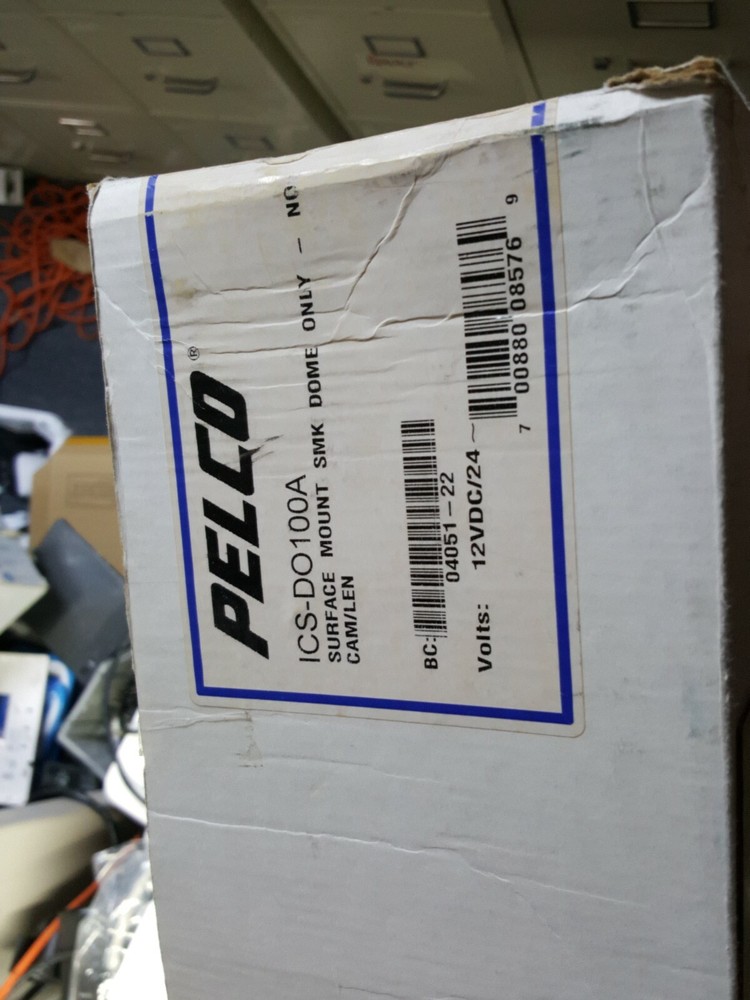 PELCO®
ICS-DO100A
SURFACE MOUNT SMK DOME ONLY – NO
CAM/LEN
BC:
04051-22
Volts: 12VDC/24~
7 00880 08576 9